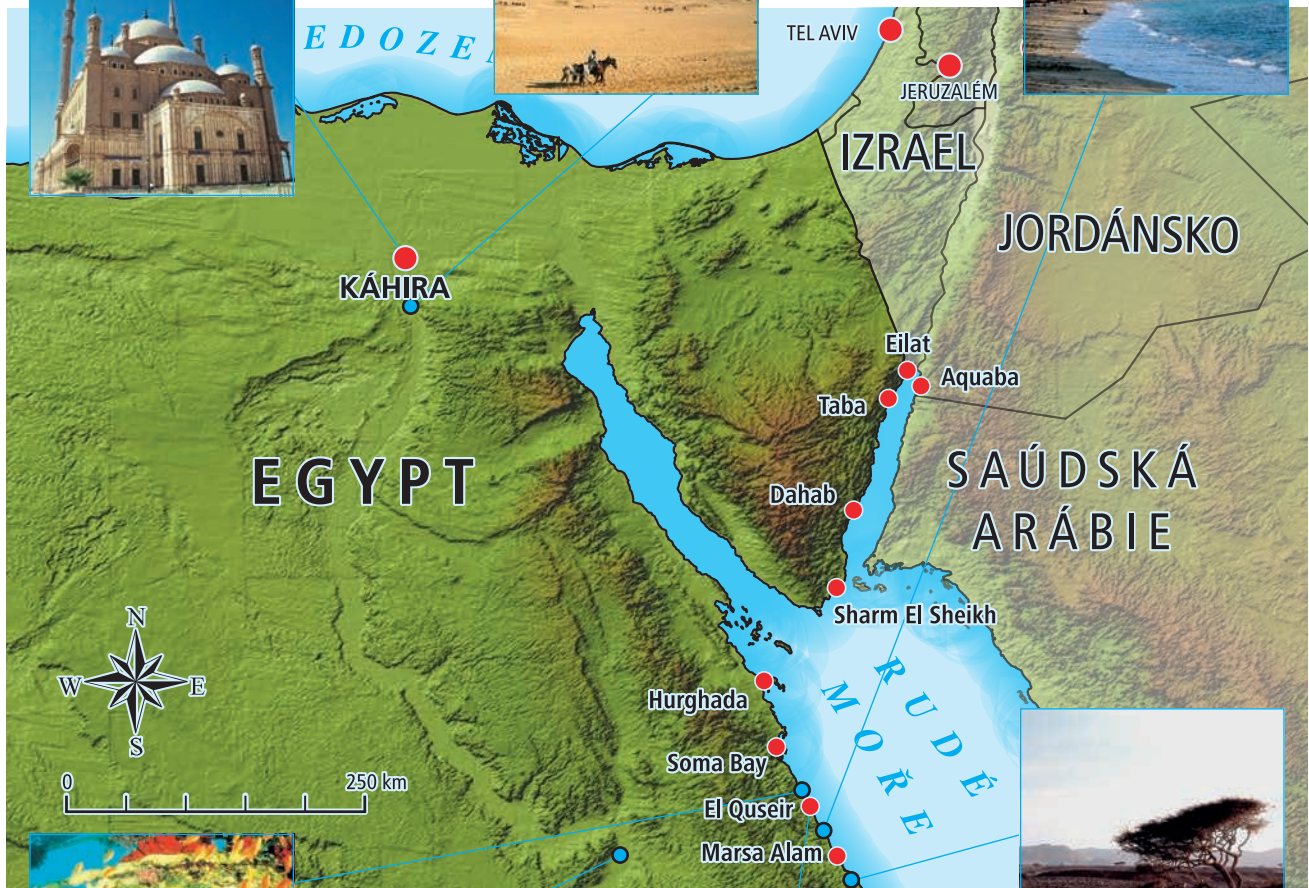 EDOZE
TEL AVIV
JERUZALÉM
IZRAEL
JORDÁNSKO
KÁHIRA
Eilat
Aquaba
Taba
EGYPT
SAÚDSKÁ
ARÁBIE
Dahab
Sharm El Sheikh
N
W E
S
RUDÉ
MOŘE
Hurghada
Soma Bay
0 250 km
El Quseir
Marsa Alam